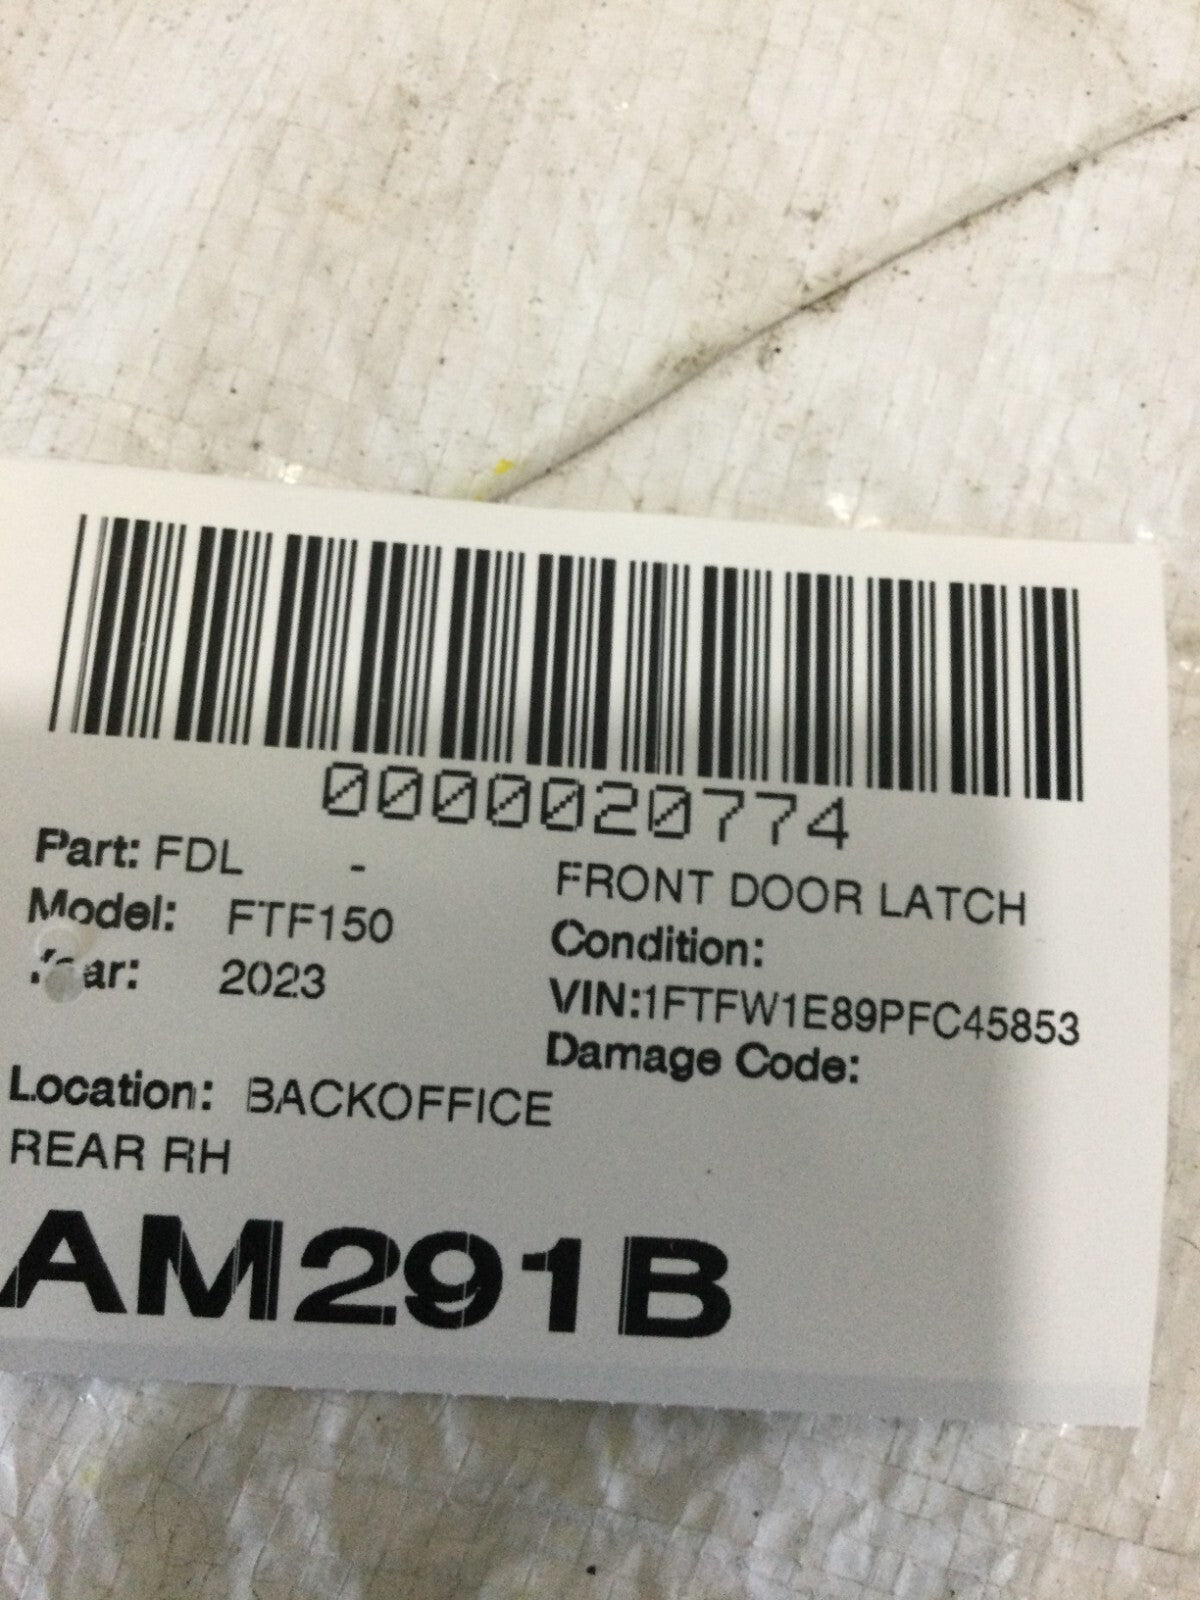 0000020774
Part: FDL -
FRONT DOOR LATCH
Model: FTF150
Condition:
Year: 2023
VIN:1FTFW1E89PFC45853
Damage Code:
Location: BACKOFFICE
REAR RH
AM291B